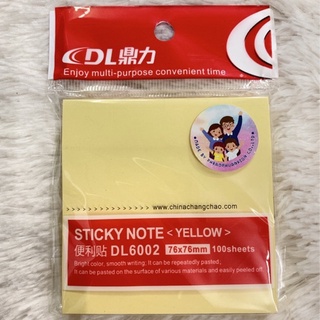 DL鼎力
Enjoy multi-purpose convenient time
MADE BY
www.chinachangchao.com
STICKY NOTE <YELLOW>
便利贴 DL6002 76x76mm 100sheets
Bright color, smooth writing; It can be repeatedly pasted;
It can be pasted on the surface of various materials and easily peeled off.